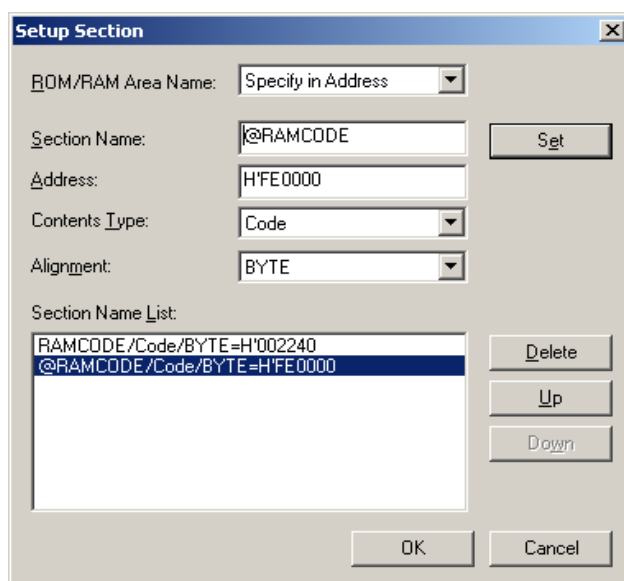 Setup Section
ROM/RAM Area Name: Specify in Address
Section Name: @RAMCODE Set
Address: H'FE0000
Contents Type: Code
Alignment: BYTE
Section Name List:
RAMCODE/Code/BYTE=H'002240
@RAMCODE/Code/BYTE=H'FE0000
Delete
Up
Down
OK Cancel